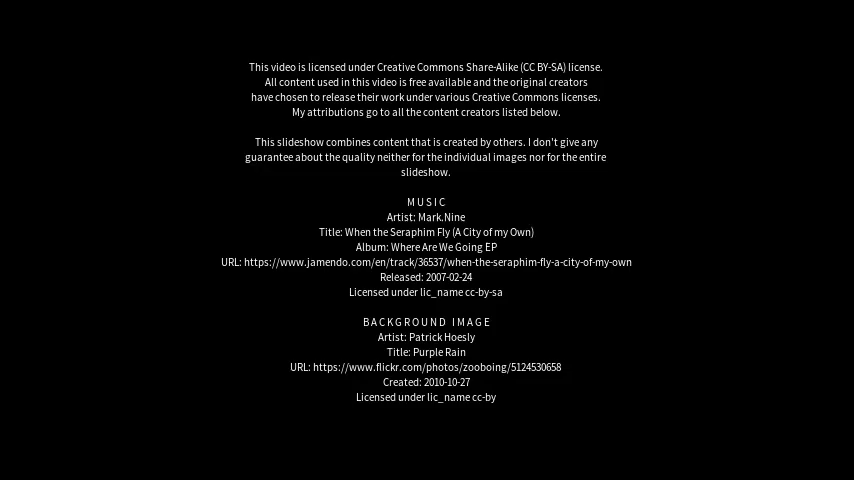 This video is licensed under Creative Commons Share-Alike (CC BY-SA) license.
All content used in this video is free available and the original creators
have chosen to release their work under various Creative Commons licenses.
My attributions go to all the content creators listed below.
This slideshow combines content that is created by others. I don't give any
guarantee about the quality neither for the individual images nor for the entire
slideshow.
MUSIC
Artist: Mark.Nine
Title: When the Seraphim Fly (A City of my Own)
Album: Where Are We Going EP
URL: https://www.jamendo.com/en/track/36537/when-the-seraphim-fly-a-city-of-my-own
Released: 2007-02-24
Licensed under lic_name cc-by-sa
BACKGROUND IMAGE
Artist: Patrick Hoesly
Title: Purple Rain
URL: https://www.flickr.com/photos/zooboing/5124530658
Created: 2010-10-27
Licensed under lic_name cc-by